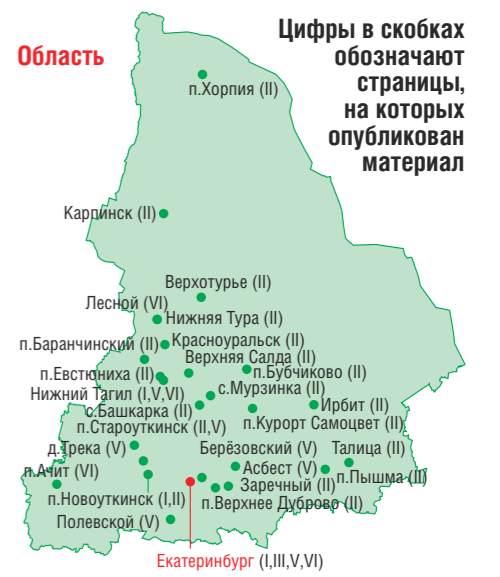 Область
Цифры в скобках
обозначают
страницы,
на которых
опубликован
материал
п.Хорпия (II)
Карпинск (II)
Верхотурье (II)
Лесной (VI)
Нижняя Тура (II)
п.Баранчинский (II)
Красноуральск (II)
Верхняя Салда (II)
п.Евстюниха (II)
п.Бубчиково (II)
Нижний Тагил (I,V,VI)
с.Мурзинка (II)
с.Башкарка (II)
Ирбит (II)
п.Староуткинск (II,V)
п.Курорт Самоцвет (II)
д.Трека (V)
Берёзовский (V)
Талица (II)
п.Ачит (VI)
Асбест (V)
п.Пышма (II)
Заречный (II)
п.Новоуткинск (I,II)
п.Верхнее Дуброво (II)
Полевской (V)
Екатеринбург (I,III,V,VI)